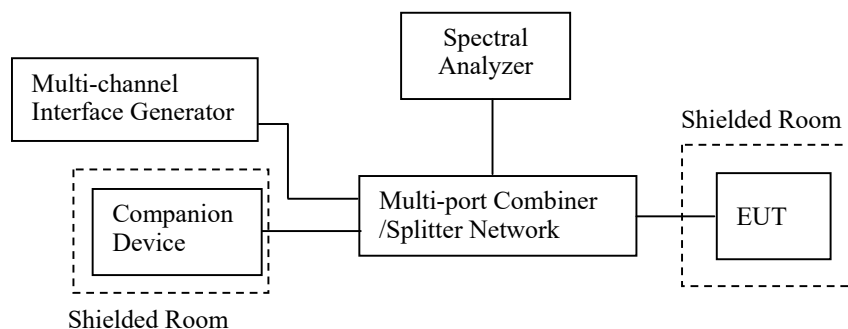 Spectral
Analyzer
Multi-channel
Interface Generator
Shielded Room
Multi-port Combiner
/Splitter Network
EUT
Companion
Device
Shielded Room